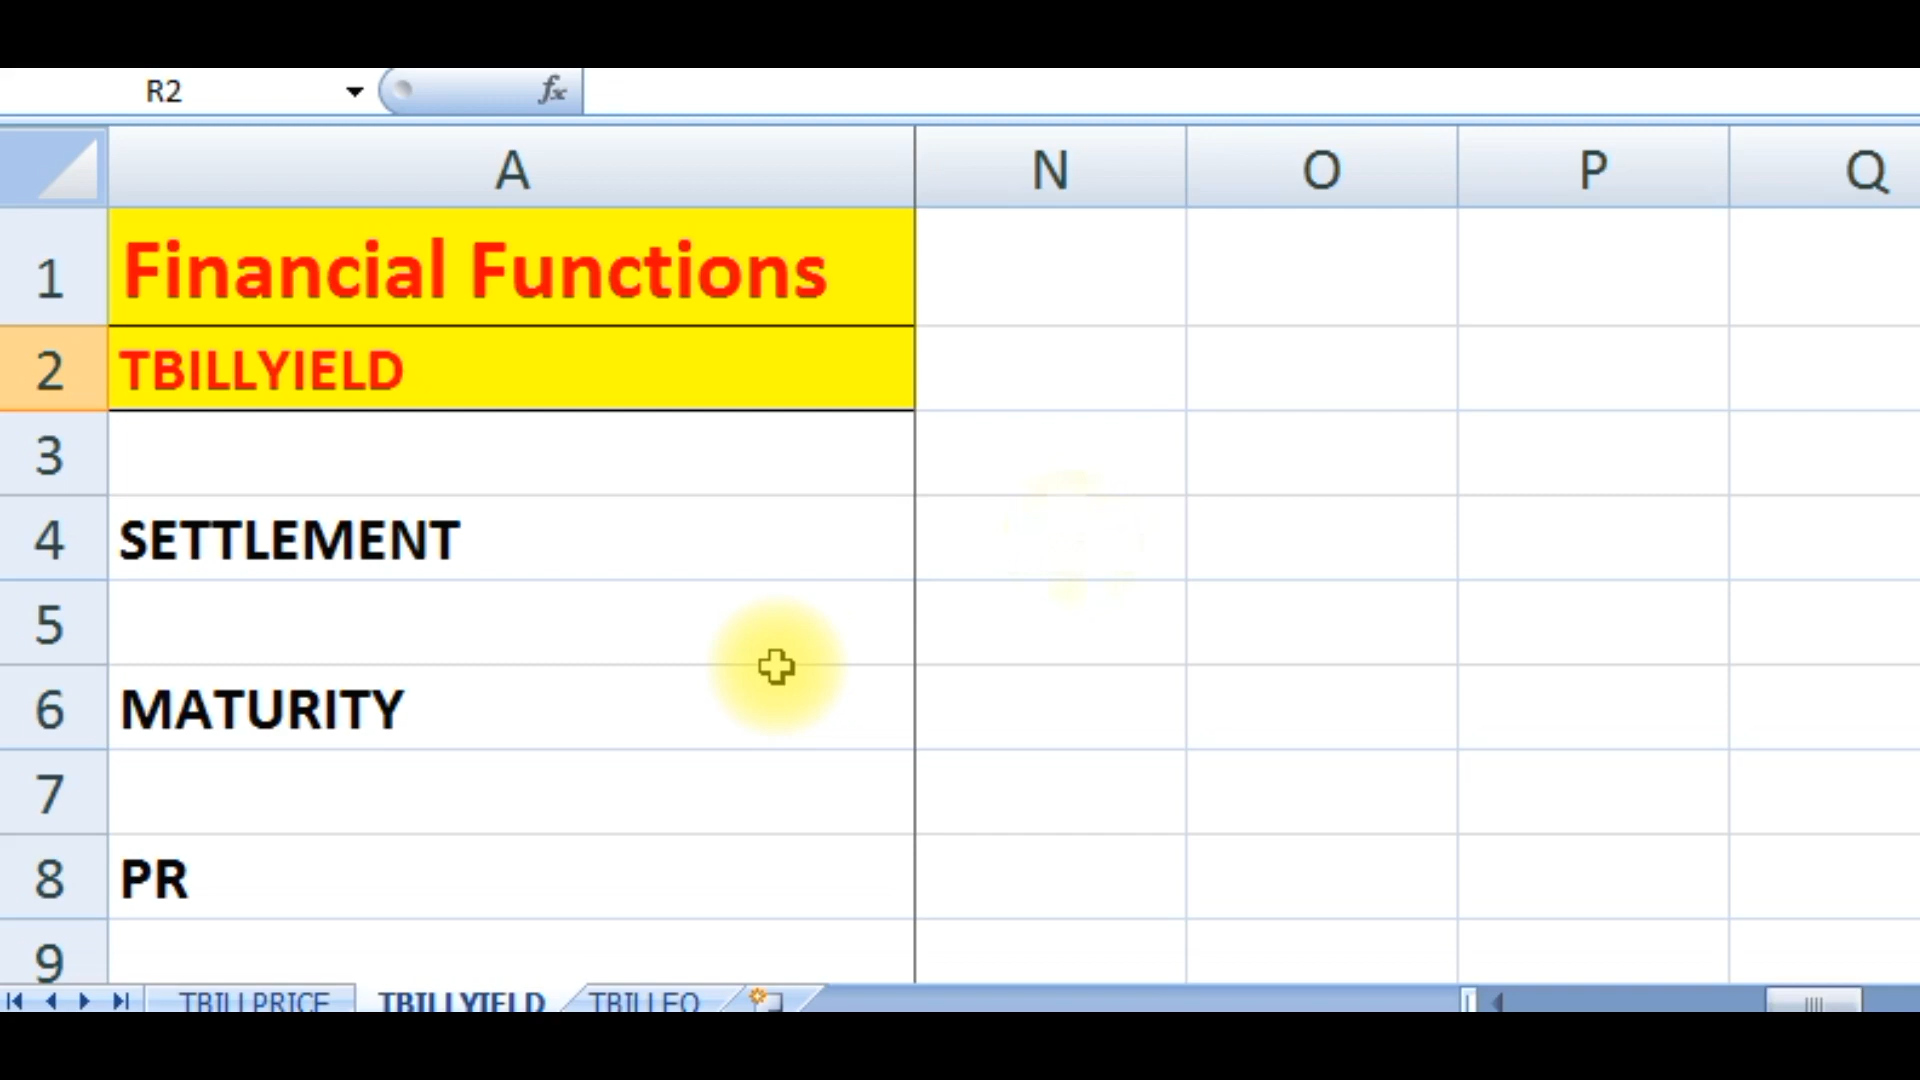 R2 fx
A N O P Q
1 Financial Functions
2 TBILLYIELD
3
4 SETTLEMENT
5
6 MATURITY
7
8 PR
9
TBILLPRICE TBILLYIELD TBILLEQ